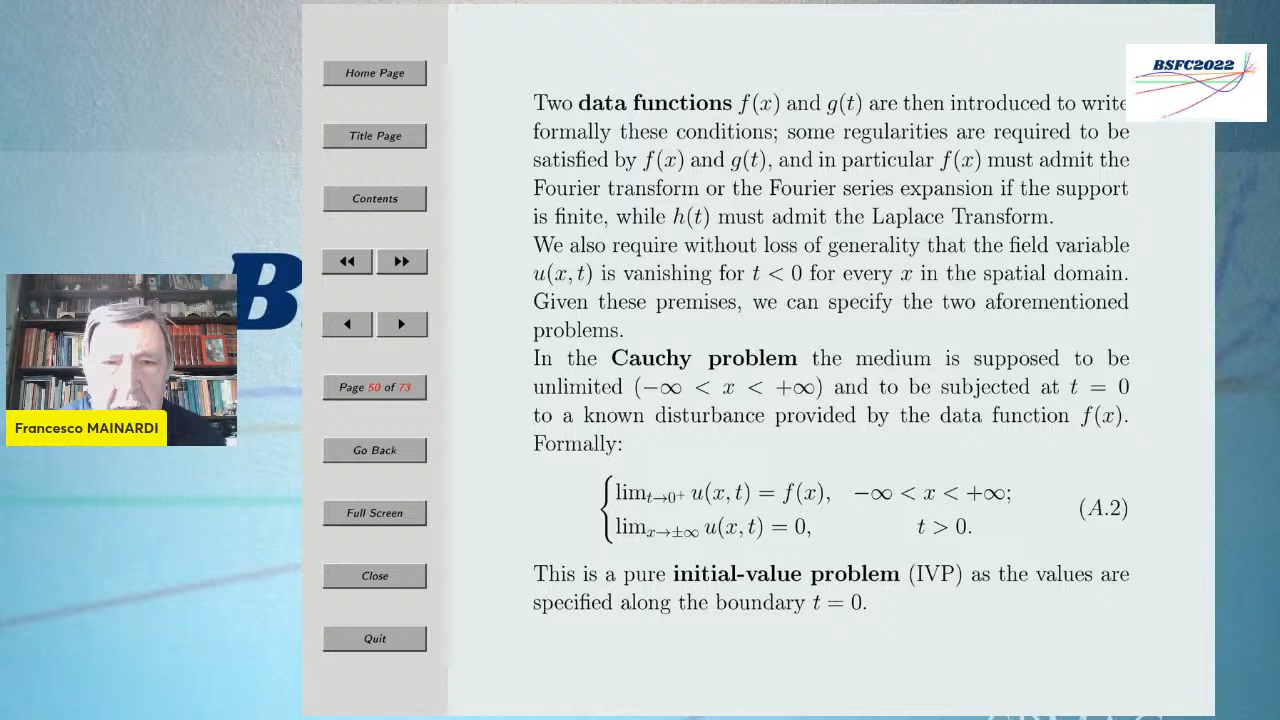 Home Page
Title Page
Contents
Page 50 of 73
Go Back
Full Screen
Close
Quit
BSFC2022
Two data functions f(x) and g(t) are then introduced to write
formally these conditions; some regularities are required to be
satisfied by f(x) and g(t), and in particular f(x) must admit the
Fourier transform or the Fourier series expansion if the support
is finite, while h(t) must admit the Laplace Transform.
We also require without loss of generality that the field variable
u(x, t) is vanishing for t < 0 for every x in the spatial domain.
Given these premises, we can specify the two aforementioned
problems.
In the Cauchy problem the medium is supposed to be
unlimited (−∞ < x < +∞) and to be subjected at t = 0
to a known disturbance provided by the data function f(x).
Formally:
lim_{t→0⁺} u(x, t) = f(x), −∞ < x < +∞;
lim_{x→±∞} u(x, t) = 0, t > 0.
(A.2)
This is a pure initial-value problem (IVP) as the values are
specified along the boundary t = 0.
B
Francesco MAINARDI